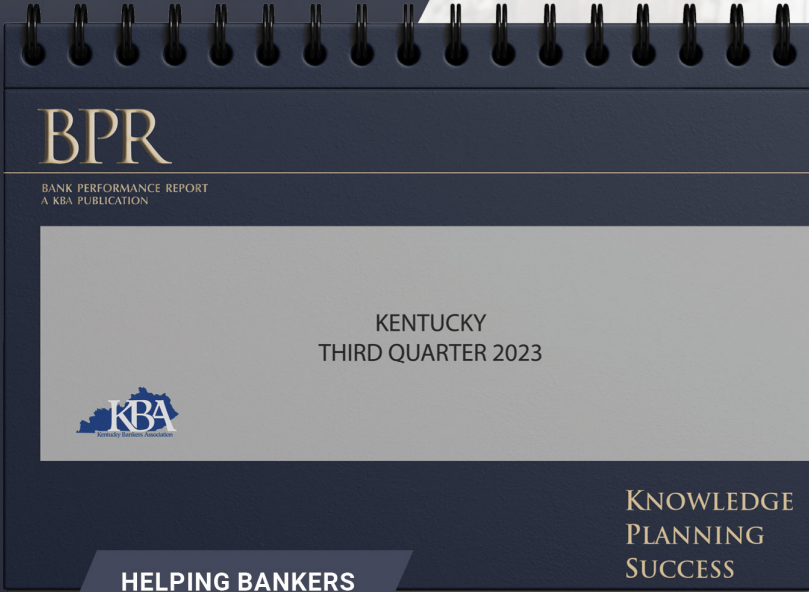 BPR
BANK PERFORMANCE REPORT
A KBA PUBLICATION
KENTUCKY
THIRD QUARTER 2023
KBA
Kentucky Bankers Association
KNOWLEDGE
PLANNING
SUCCESS
HELPING BANKERS